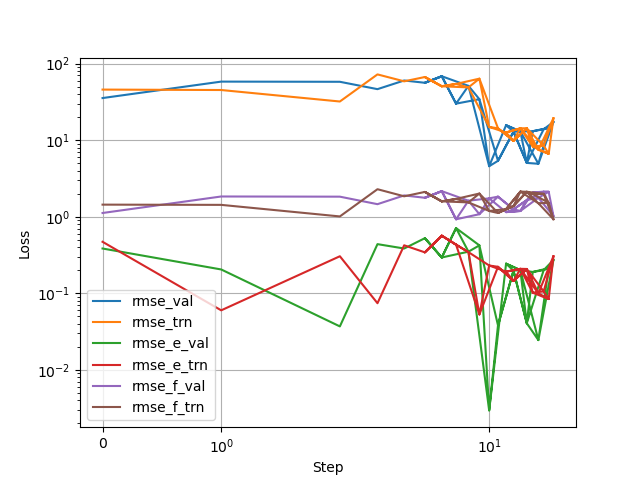 10^2
10^1
10^0
10^-1
10^-2
Loss
rmse_val
rmse_trn
rmse_e_val
rmse_e_trn
rmse_f_val
rmse_f_trn
0 10^0 10^1
Step